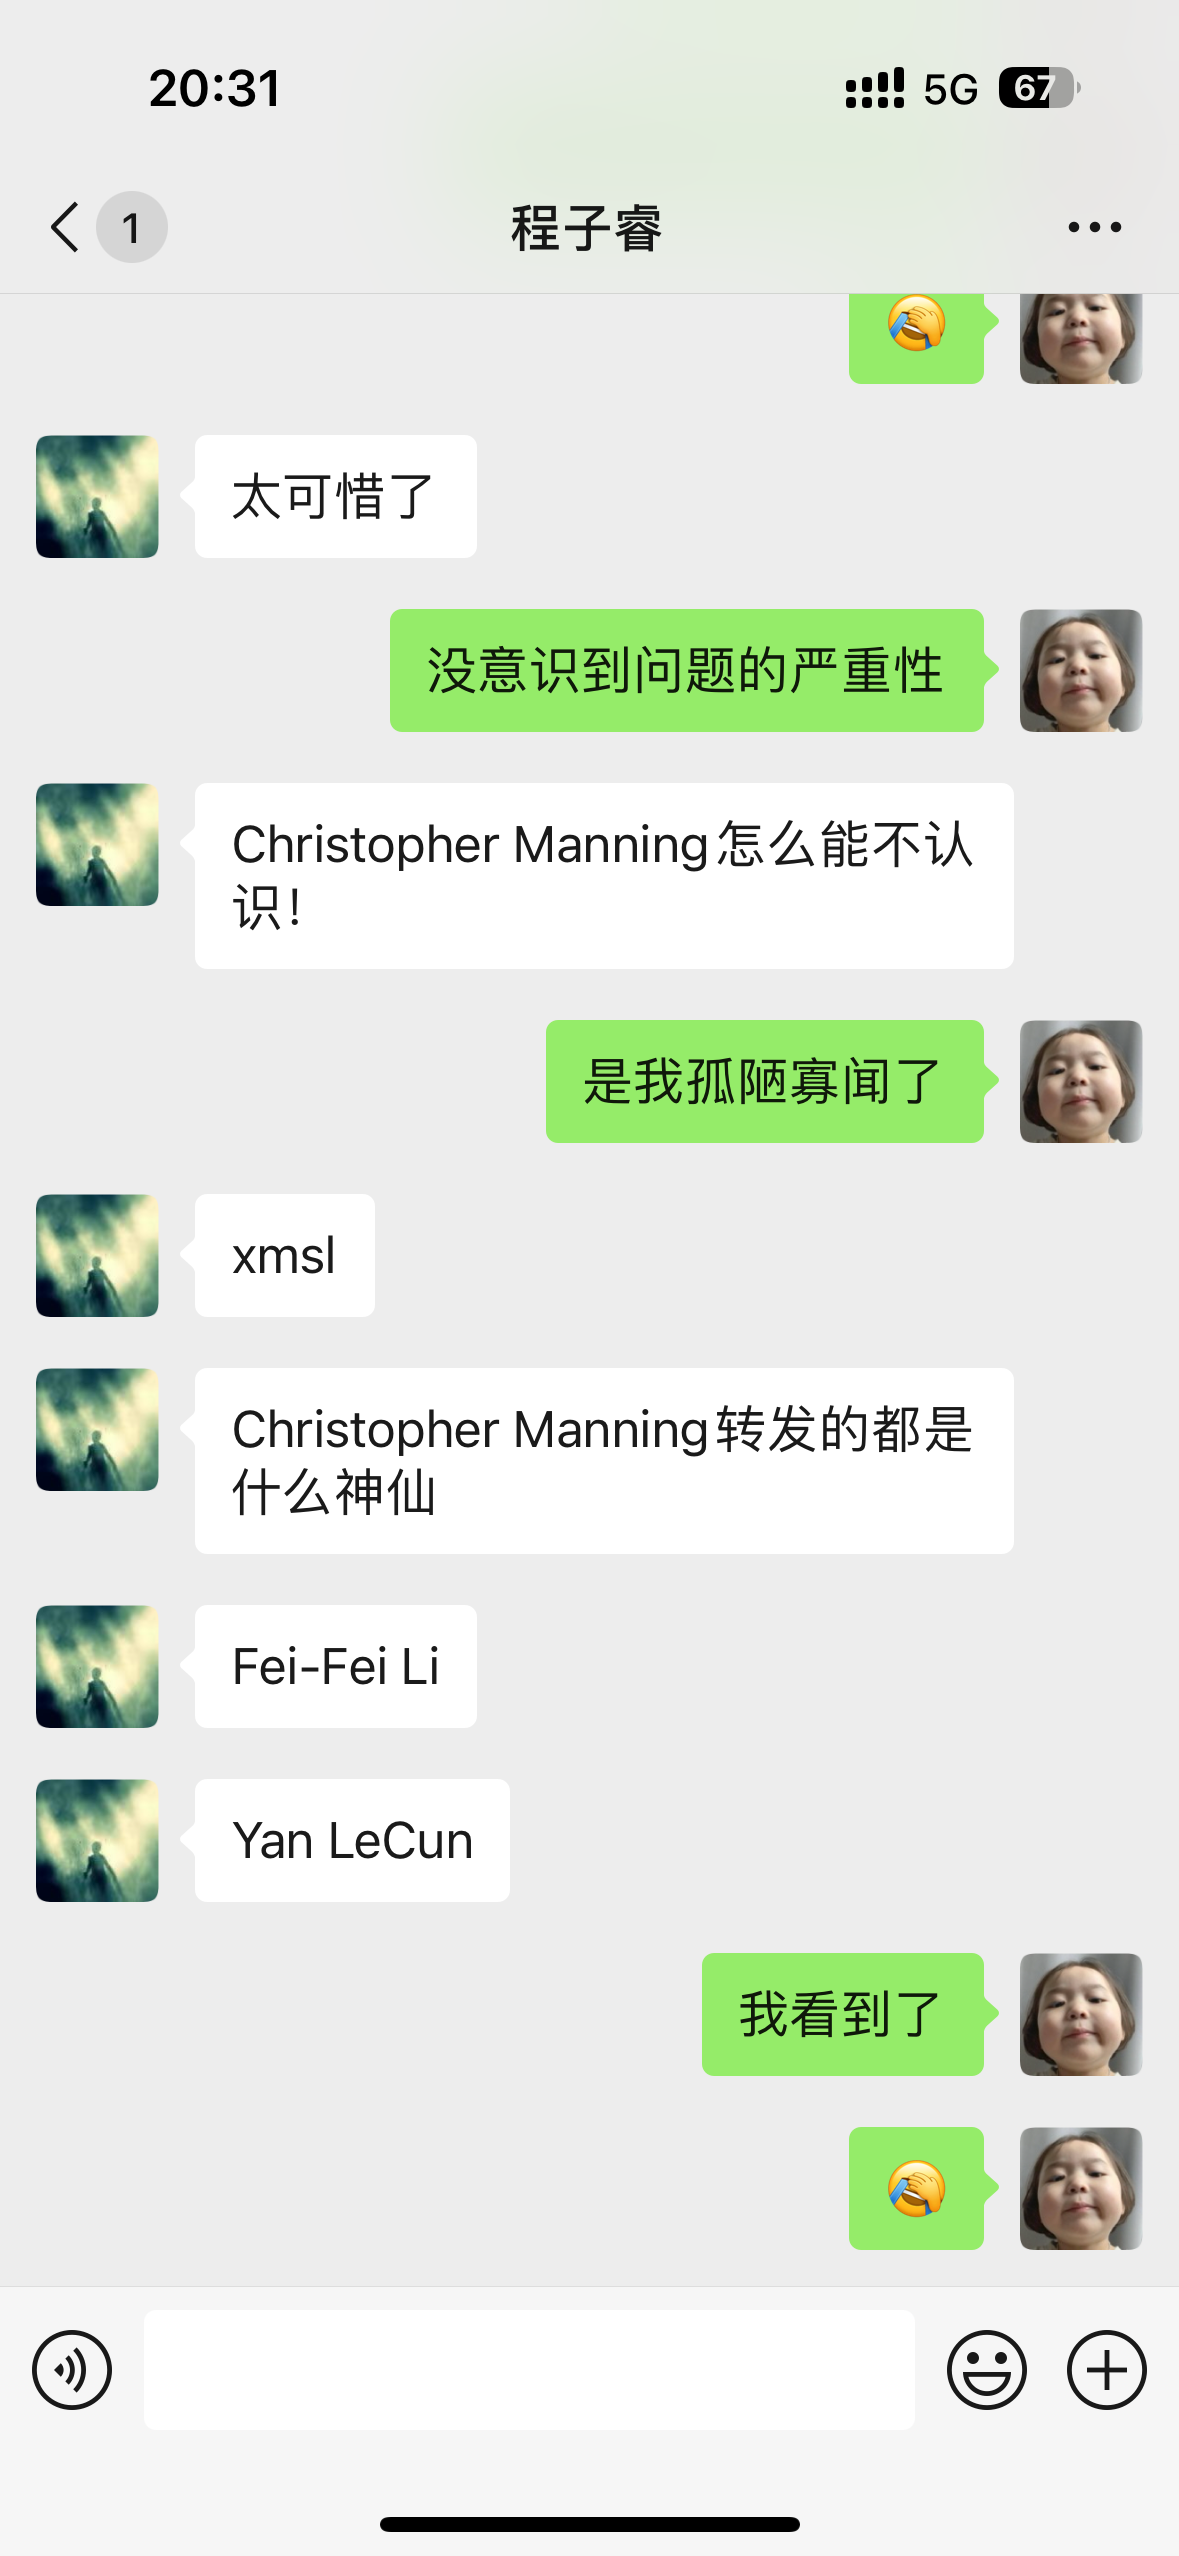 20:31
5G
67
1
程子睿
太可惜了
没意识到问题的严重性
Christopher Manning怎么能不认
识！
是我孤陋寡闻了
xmsl
Christopher Manning转发的都是
什么神仙
Fei-Fei Li
Yan LeCun
我看到了